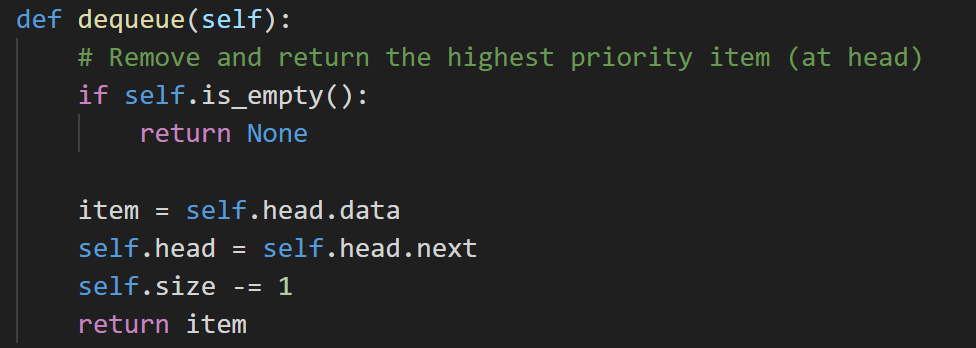 def dequeue(self):
    # Remove and return the highest priority item (at head)
    if self.is_empty():
        return None

    item = self.head.data
    self.head = self.head.next
    self.size -= 1
    return item